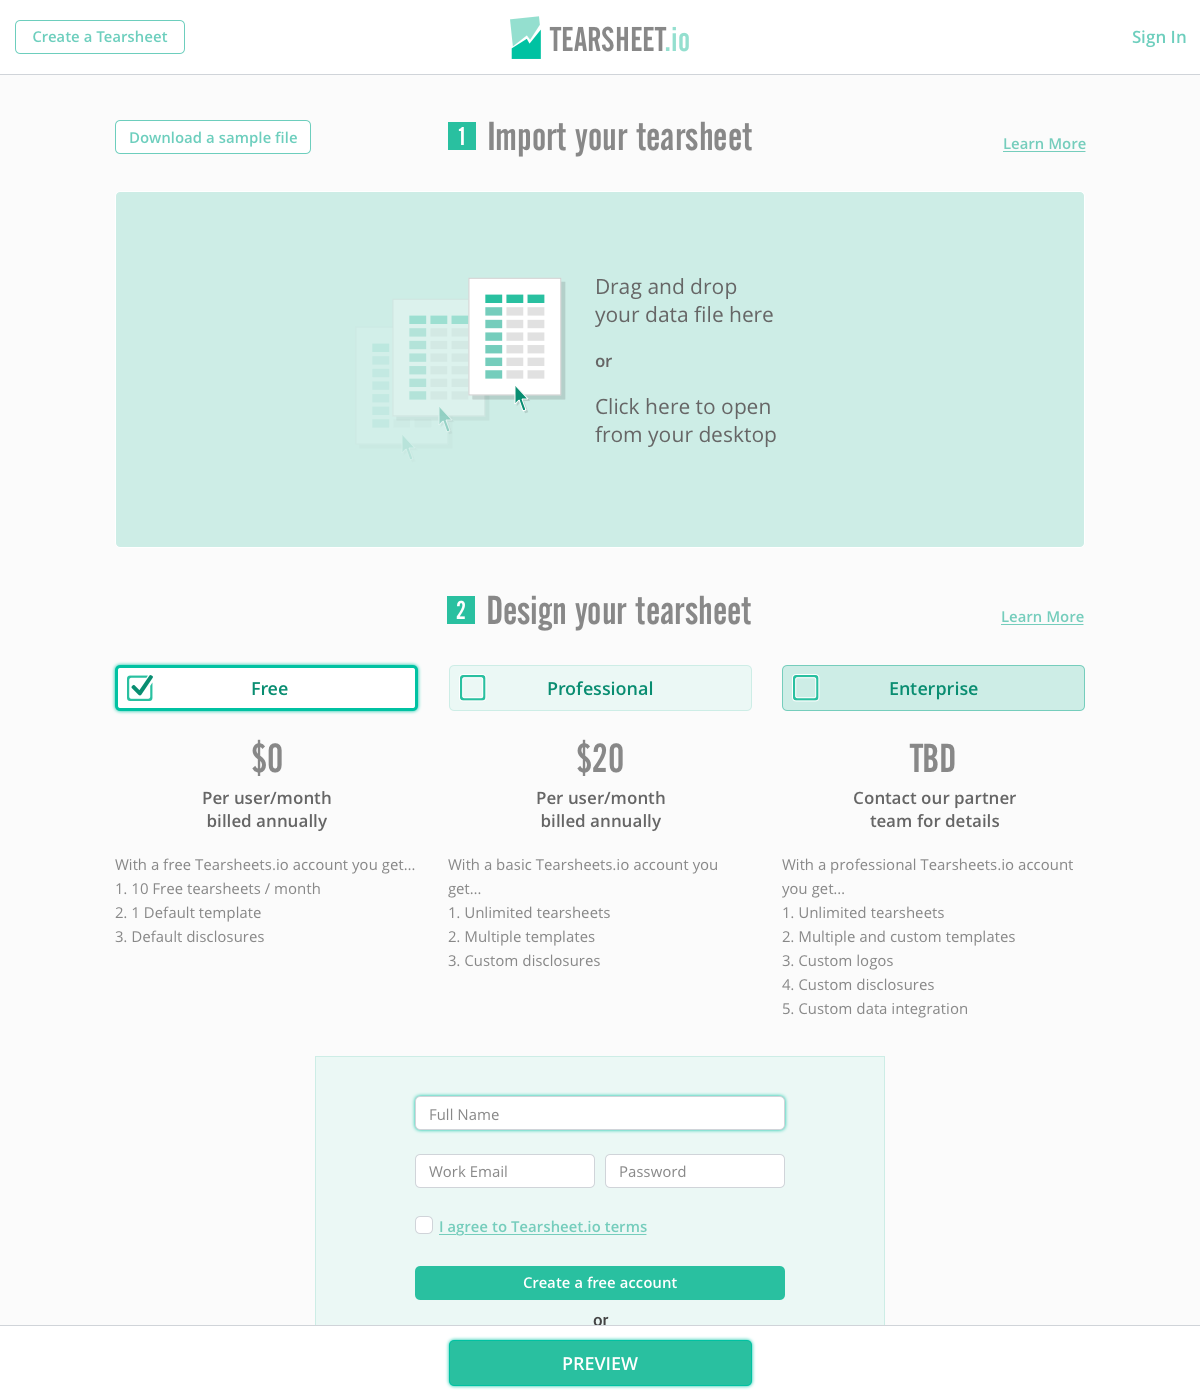 Create a Tearsheet
TEARSHEET.io
Sign In
Download a sample file
1 Import your tearsheet
Learn More
Drag and drop
your data file here
or
Click here to open
from your desktop
2 Design your tearsheet
Learn More
Free
Professional
Enterprise
$0
Per user/month
billed annually
$20
Per user/month
billed annually
TBD
Contact our partner
team for details
With a free Tearsheets.io account you get...
1. 10 Free tearsheets / month
2. 1 Default template
3. Default disclosures
With a basic Tearsheets.io account you
get...
1. Unlimited tearsheets
2. Multiple templates
3. Custom disclosures
With a professional Tearsheets.io account
you get...
1. Unlimited tearsheets
2. Multiple and custom templates
3. Custom logos
4. Custom disclosures
5. Custom data integration
Full Name
Work Email
Password
I agree to Tearsheet.io terms
Create a free account
or
PREVIEW